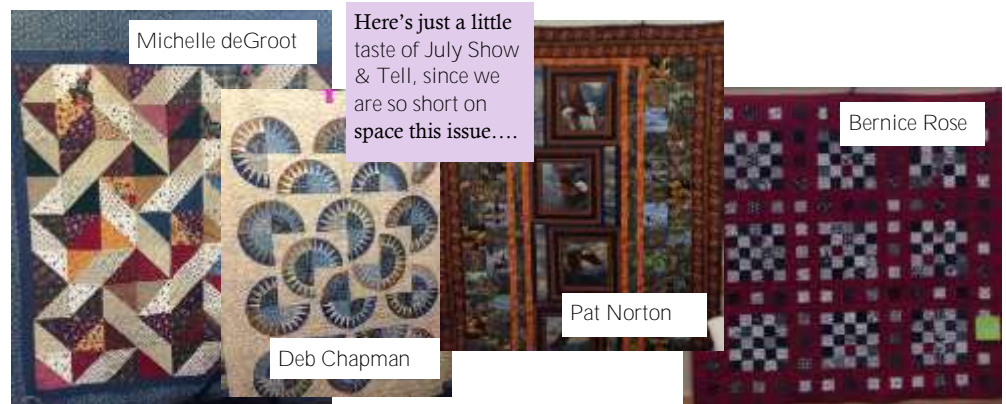 Michelle deGroot
Here's just a little
taste of July Show
& Tell, since we
are so short on
space this issue….
Bernice Rose
Pat Norton
Deb Chapman